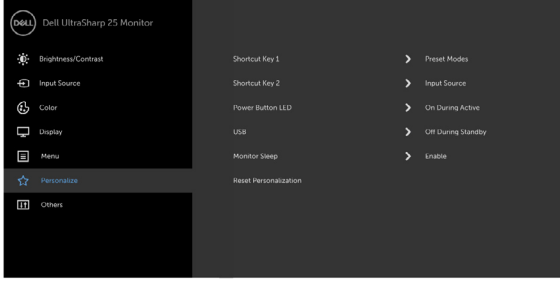 DELL Dell UltraSharp 25 Monitor
Brightness/Contrast
Input Source
Color
Display
Menu
Personalize
Others
Shortcut Key 1 Preset Modes
Shortcut Key 2 Input Source
Power Button LED On During Active
USB Off During Standby
Monitor Sleep Enable
Reset Personalization